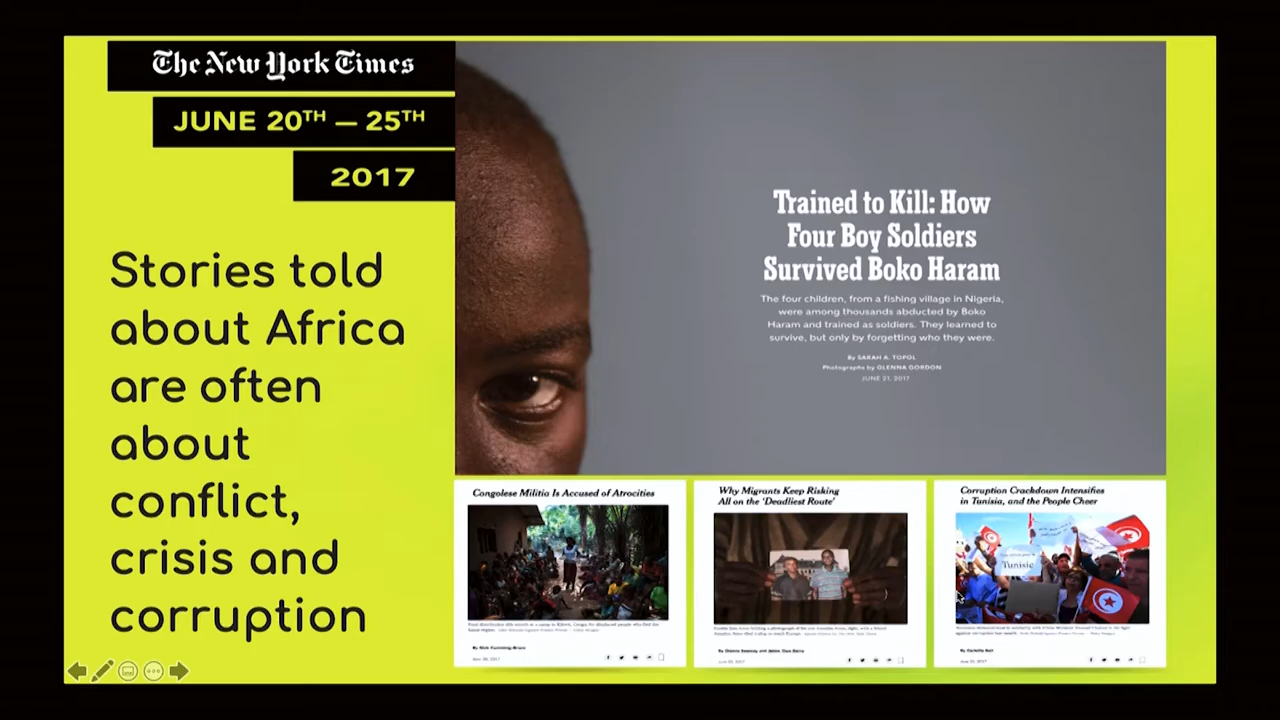 The New York Times
JUNE 20TH — 25TH
2017
Stories told
about Africa
are often
about
conflict,
crisis and
corruption
Trained to Kill: How
Four Boy Soldiers
Survived Boko Haram
The four children, from a fishing village in Nigeria,
were among thousands abducted by Boko
Haram and trained as soldiers. They learned to
survive, but only by forgetting who they were.
By SARAH A. TOPOL
Photographs by GLENNA GORDON
JUNE 21, 2017
Congolese Militia Is Accused of Atrocities
By Nick Cumming-Bruce
Why Migrants Keep Risking
All on the ‘Deadliest Route’
Corruption Crackdown Intensifies
in Tunisia, and the People Cheer
Tunisie